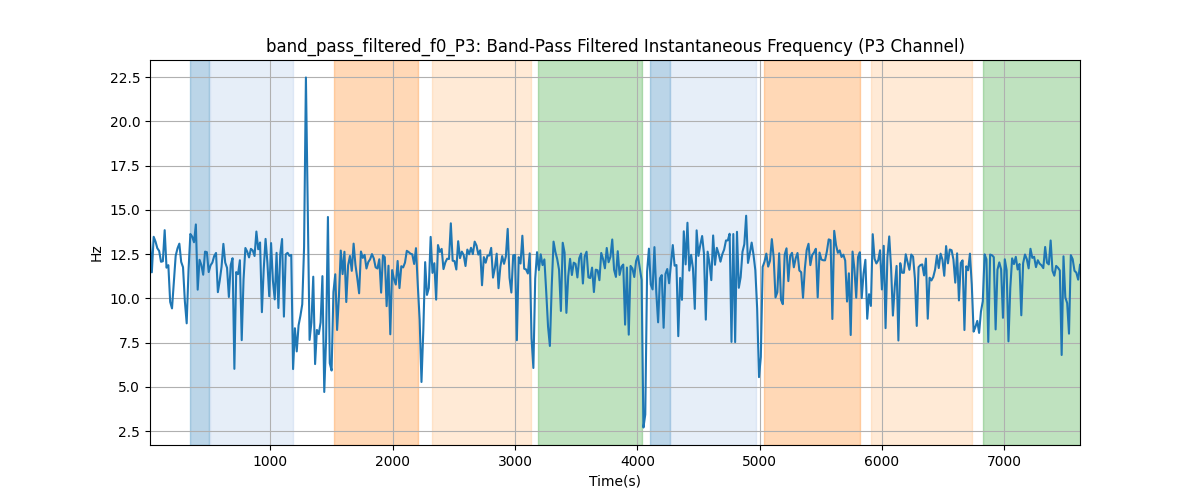 band_pass_filtered_f0_P3: Band-Pass Filtered Instantaneous Frequency (P3 Channel)
22.5
20.0
17.5
15.0
12.5
10.0
7.5
5.0
2.5
Hz
1000 2000 3000 4000 5000 6000 7000
Time(s)